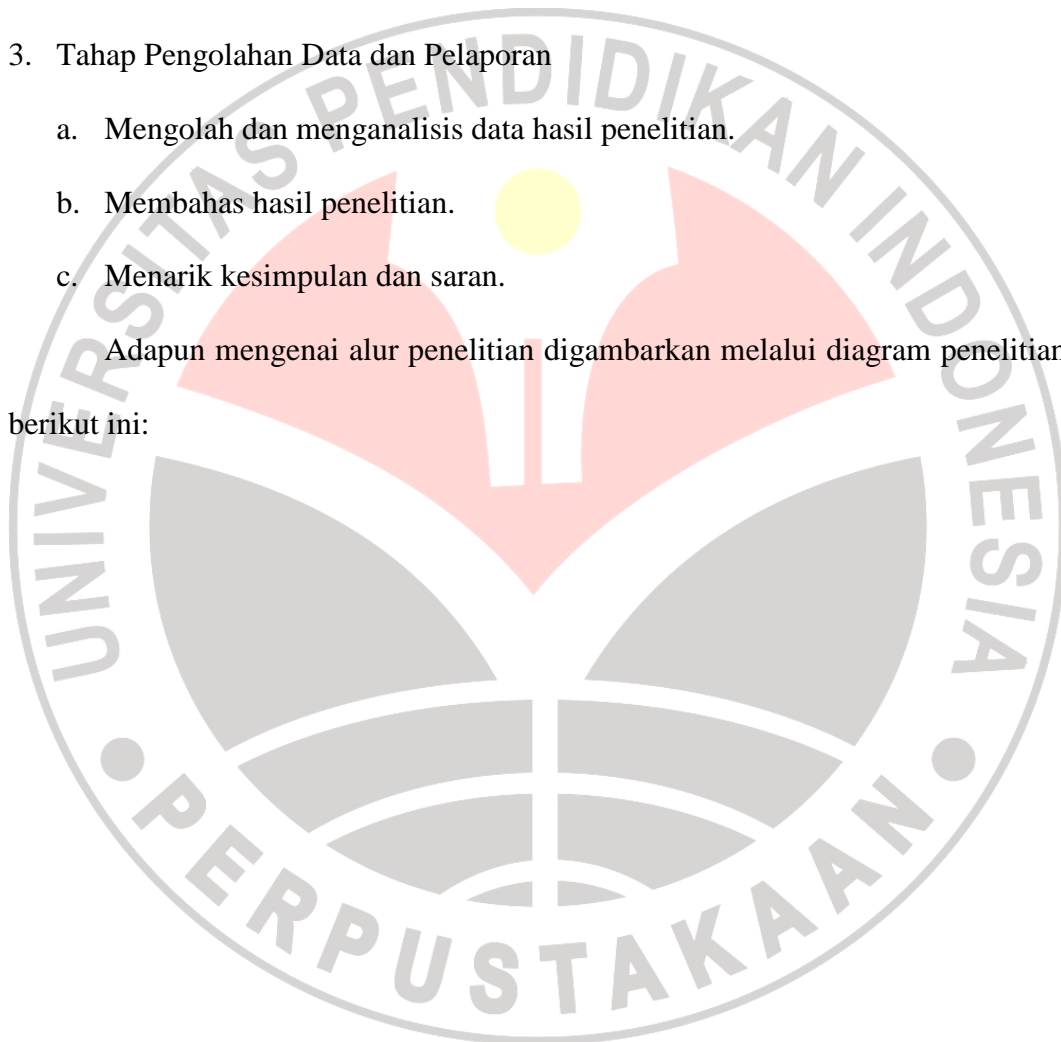 3. Tahap Pengolahan Data dan Pelaporan
a. Mengolah dan menganalisis data hasil penelitian.
b. Membahas hasil penelitian.
c. Menarik kesimpulan dan saran.
Adapun mengenai alur penelitian digambarkan melalui diagram penelitian
berikut ini:
UNIVERSITAS PENDIDIKAN INDONESIA
PERPUSTAKAAN